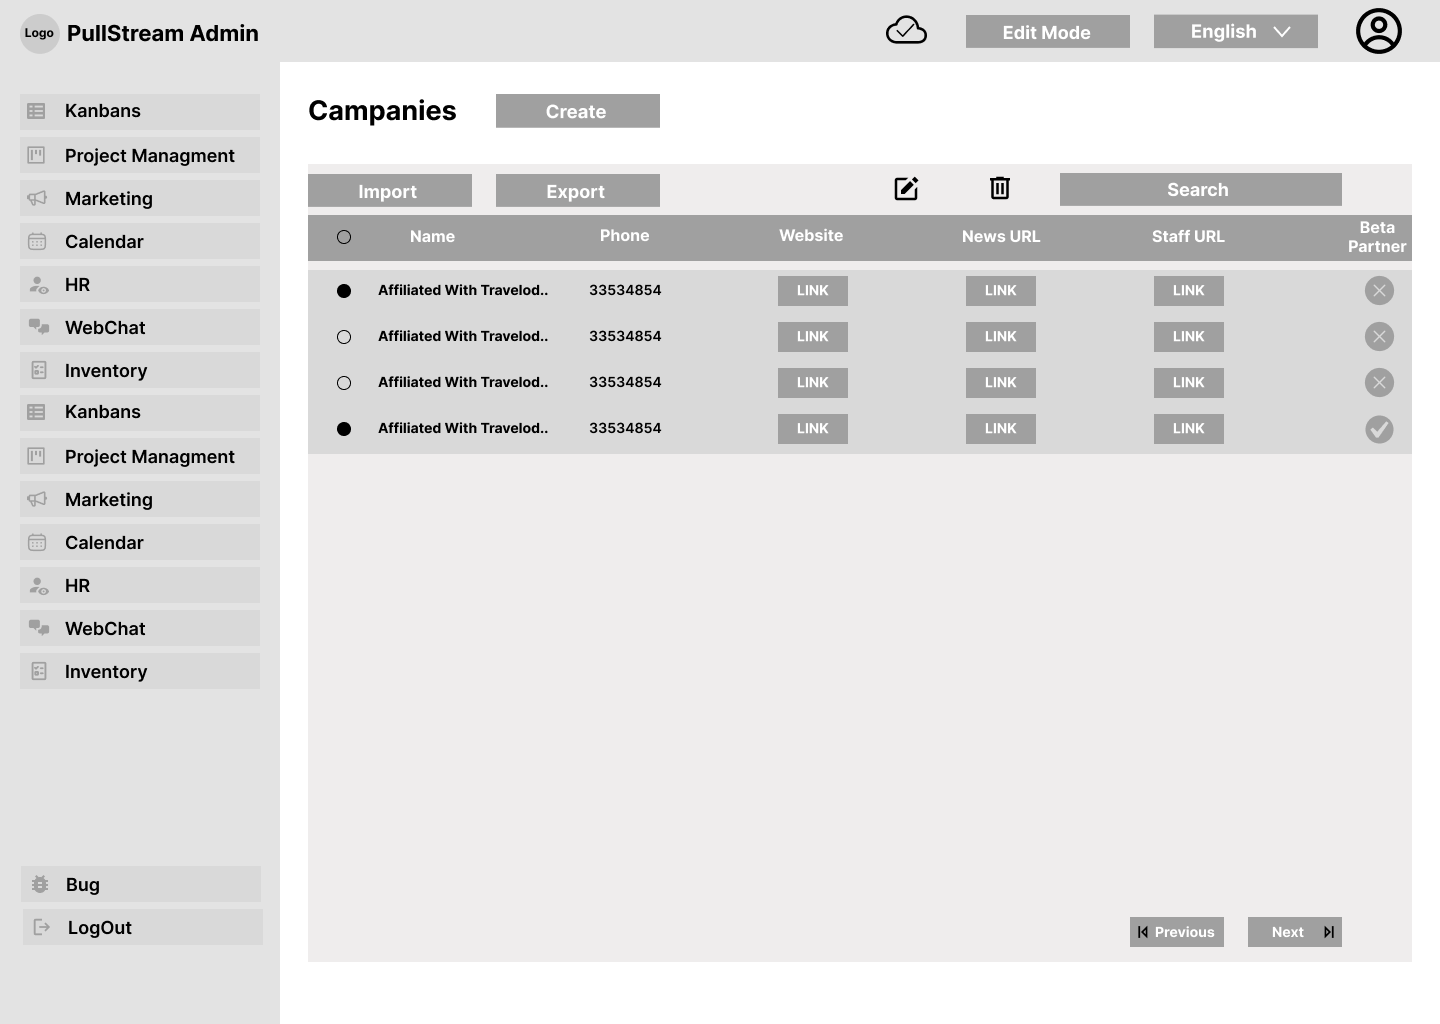 Logo
PullStream Admin
Edit Mode
English
Kanbans
Project Managment
Marketing
Calendar
HR
WebChat
Inventory
Kanbans
Project Managment
Marketing
Calendar
HR
WebChat
Inventory
Bug
LogOut
Campanies
Create
Import
Export
Search
Name Phone Website News URL Staff URL Beta
Partner
Affiliated With Travelod.. 33534854 LINK LINK LINK
Affiliated With Travelod.. 33534854 LINK LINK LINK
Affiliated With Travelod.. 33534854 LINK LINK LINK
Affiliated With Travelod.. 33534854 LINK LINK LINK
Previous
Next